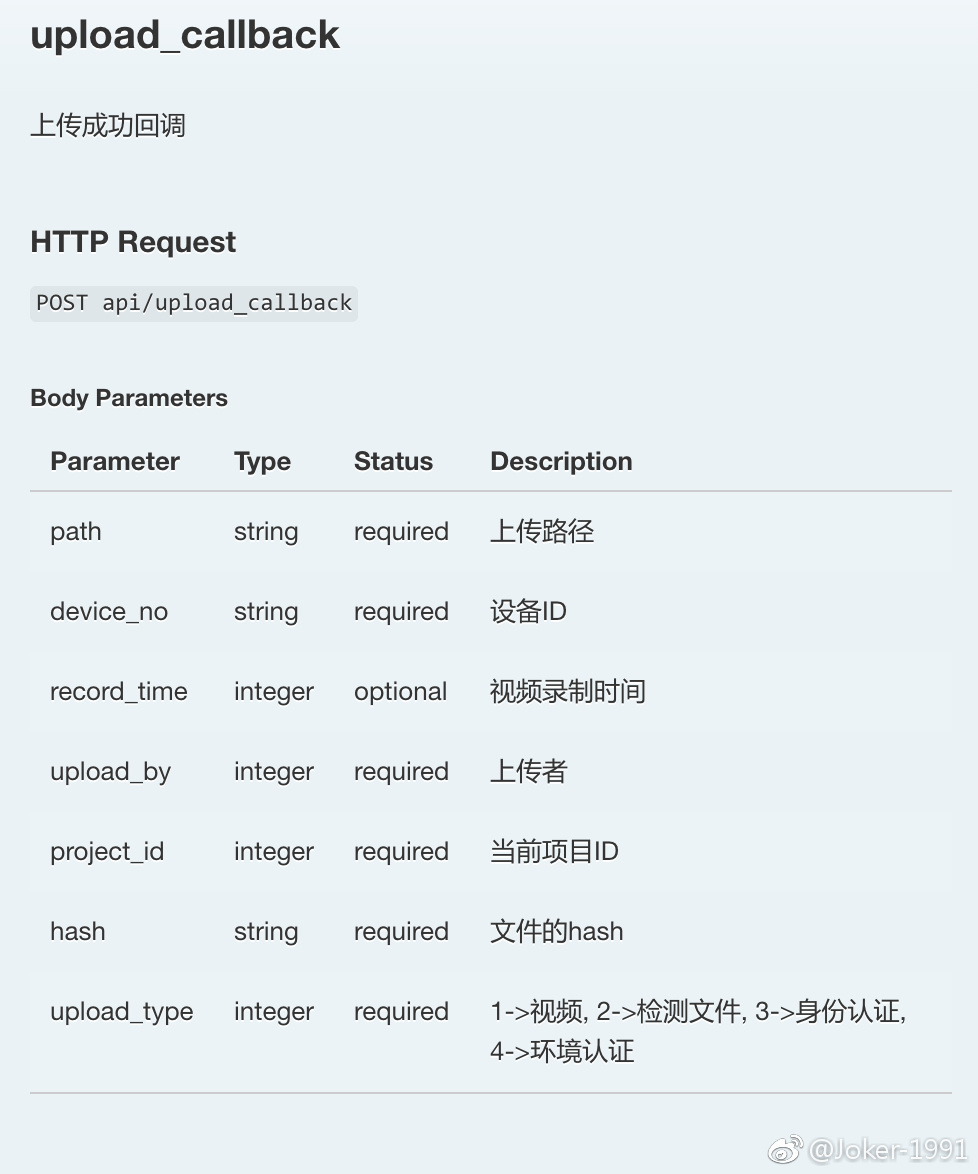 upload_callback
上传成功回调
HTTP Request
POST api/upload_callback
Body Parameters
Parameter Type Status Description
path string required 上传路径
device_no string required 设备ID
record_time integer optional 视频录制时间
upload_by integer required 上传者
project_id integer required 当前项目ID
hash string required 文件的hash
upload_type integer required 1->视频, 2->检测文件, 3->身份认证,
4->环境认证
@Joker-1991